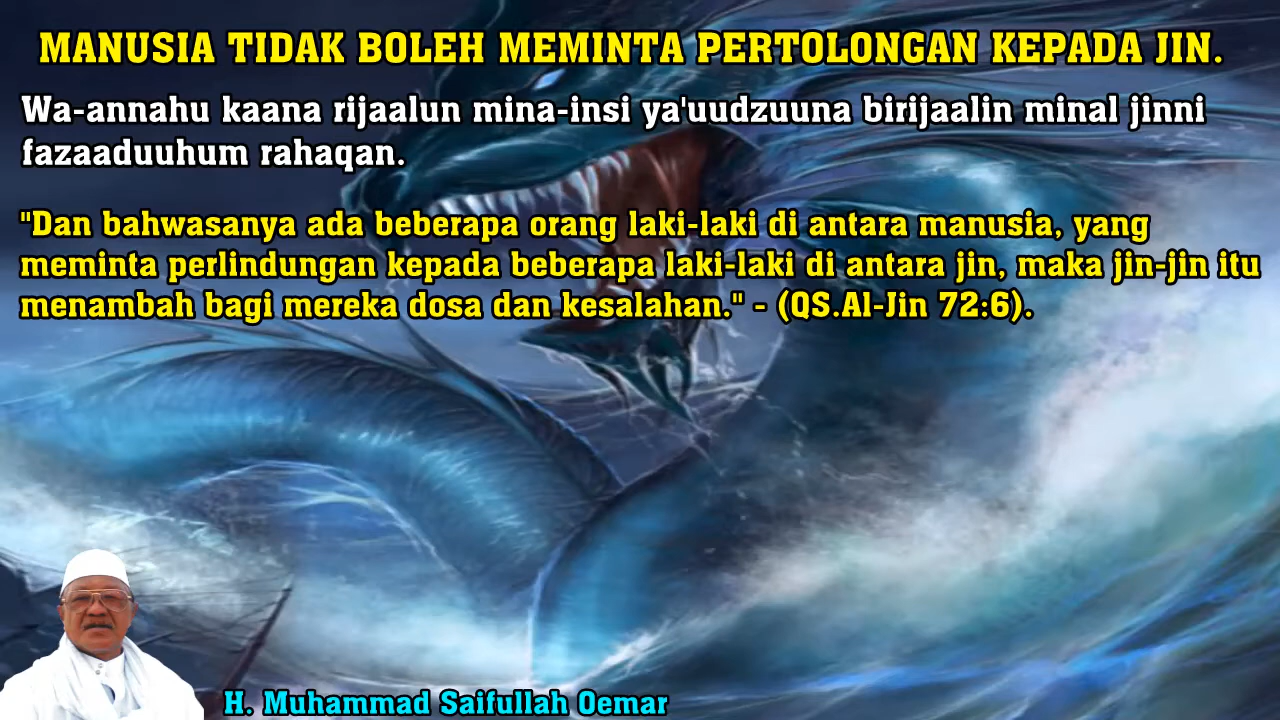 MANUSIA TIDAK BOLEH MEMINTA PERTOLONGAN KEPADA JIN.
Wa-annahu kaana rijaalun mina-insi ya'uudzuuna birijaalin minal jinni
fazaaduuhum rahaqan.
"Dan bahwasanya ada beberapa orang laki-laki di antara manusia, yang
meminta perlindungan kepada beberapa laki-laki di antara jin, maka jin-jin itu
menambah bagi mereka dosa dan kesalahan." - (QS.Al-Jin 72:6).
H. Muhammad Saifullah Oemar